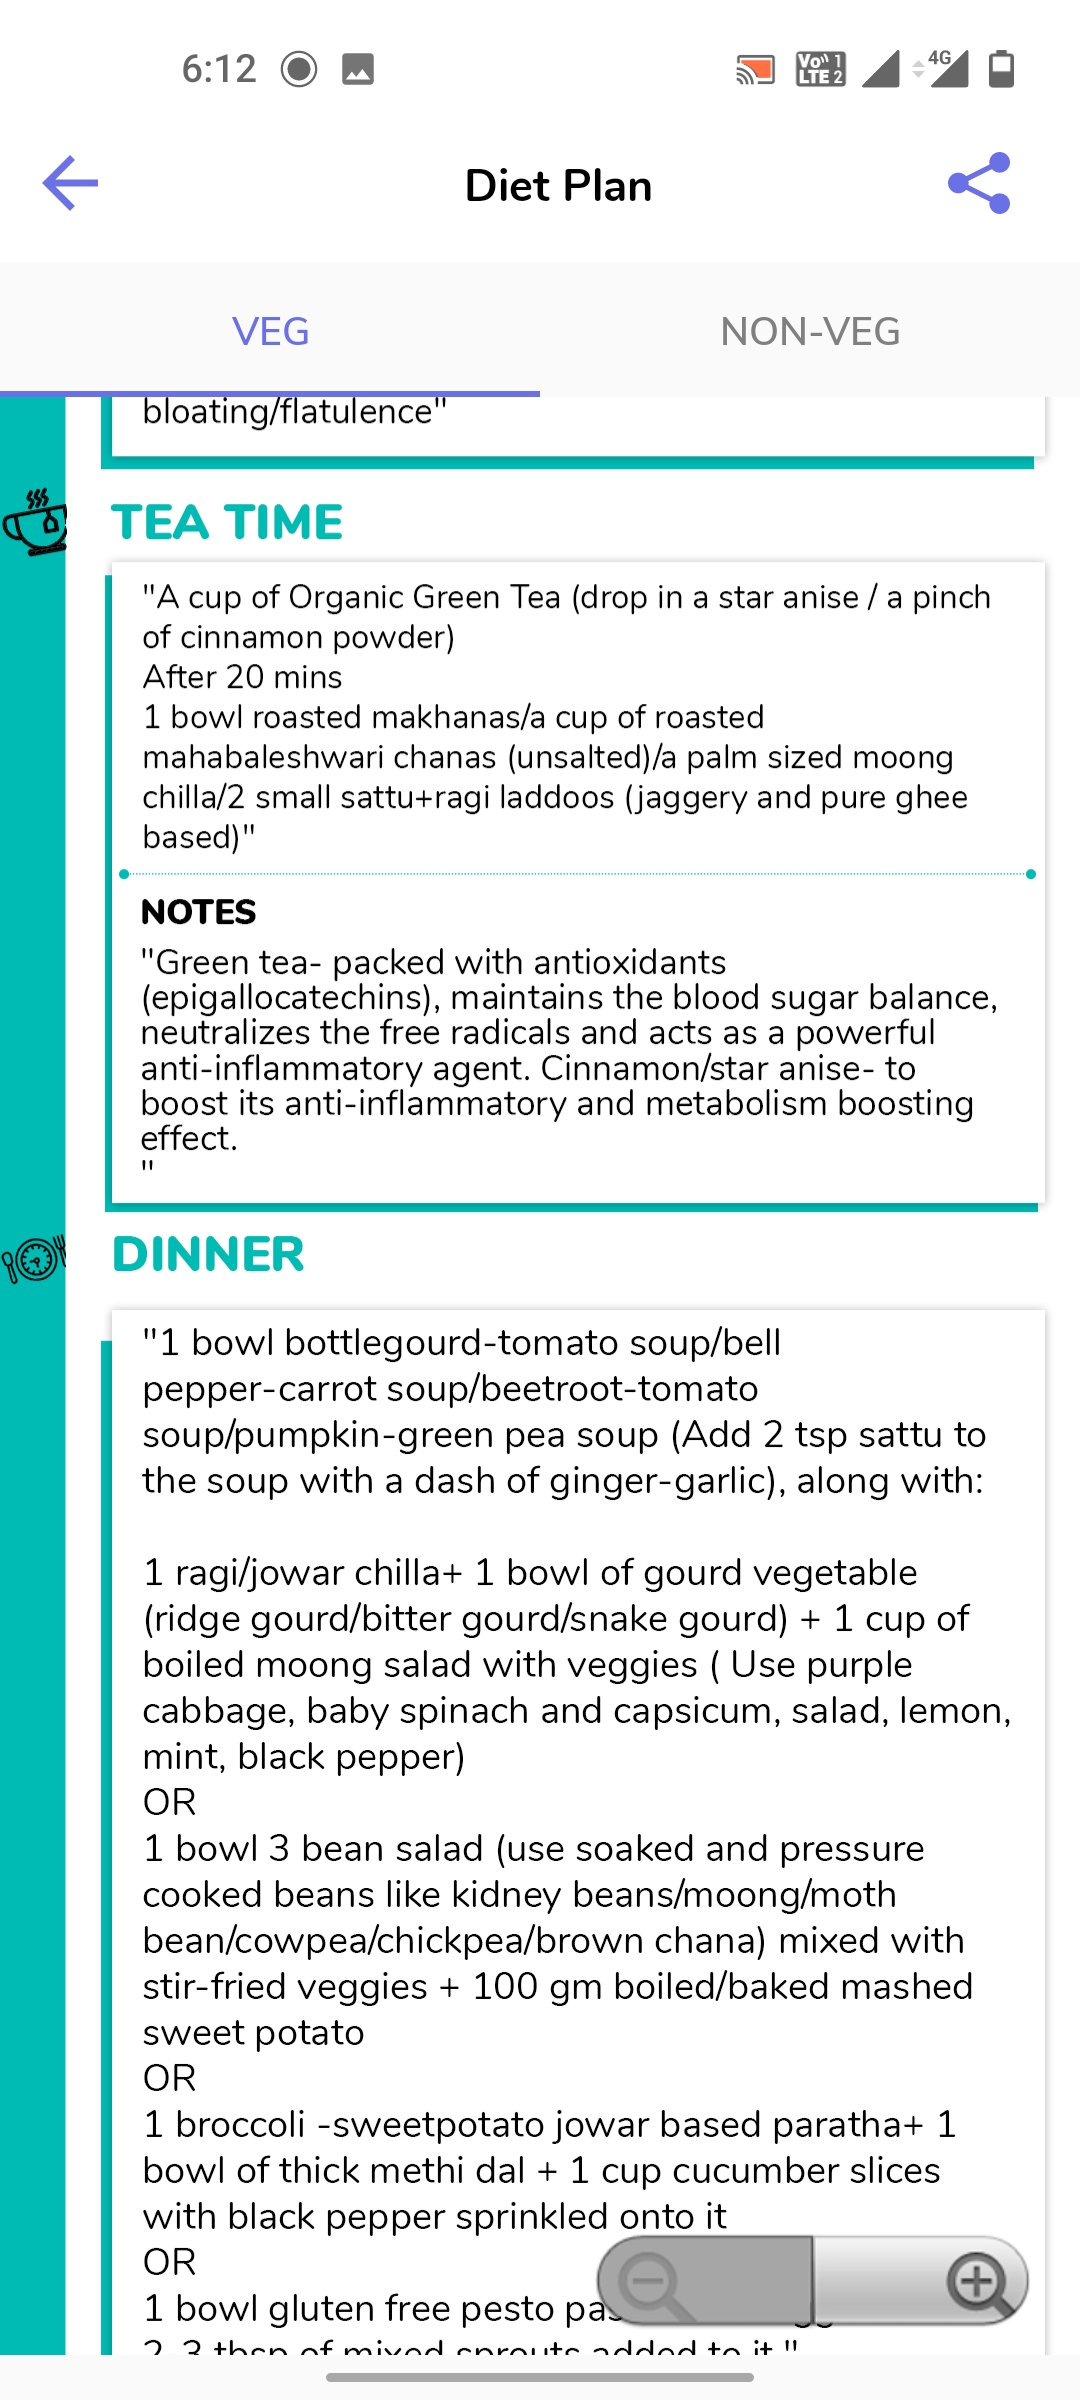 6:12
Vo)) 1
LTE 2
4G
Diet Plan
VEG
NON-VEG
bloating/flatulence"
TEA TIME
"A cup of Organic Green Tea (drop in a star anise / a pinch
of cinnamon powder)
After 20 mins
1 bowl roasted makhanas/a cup of roasted
mahabaleshwari chanas (unsalted)/a palm sized moong
chilla/2 small sattu+ragi laddoos (jaggery and pure ghee
based)"
NOTES
"Green tea- packed with antioxidants
(epigallocatechins), maintains the blood sugar balance,
neutralizes the free radicals and acts as a powerful
anti-inflammatory agent. Cinnamon/star anise- to
boost its anti-inflammatory and metabolism boosting
effect.
"
DINNER
"1 bowl bottlegourd-tomato soup/bell
pepper-carrot soup/beetroot-tomato
soup/pumpkin-green pea soup (Add 2 tsp sattu to
the soup with a dash of ginger-garlic), along with:
1 ragi/jowar chilla+ 1 bowl of gourd vegetable
(ridge gourd/bitter gourd/snake gourd) + 1 cup of
boiled moong salad with veggies ( Use purple
cabbage, baby spinach and capsicum, salad, lemon,
mint, black pepper)
OR
1 bowl 3 bean salad (use soaked and pressure
cooked beans like kidney beans/moong/moth
bean/cowpea/chickpea/brown chana) mixed with
stir-fried veggies + 100 gm boiled/baked mashed
sweet potato
OR
1 broccoli -sweetpotato jowar based paratha+ 1
bowl of thick methi dal + 1 cup cucumber slices
with black pepper sprinkled onto it
OR
1 bowl gluten free pesto
2-3 tbsp of mixed sprouts added to it."